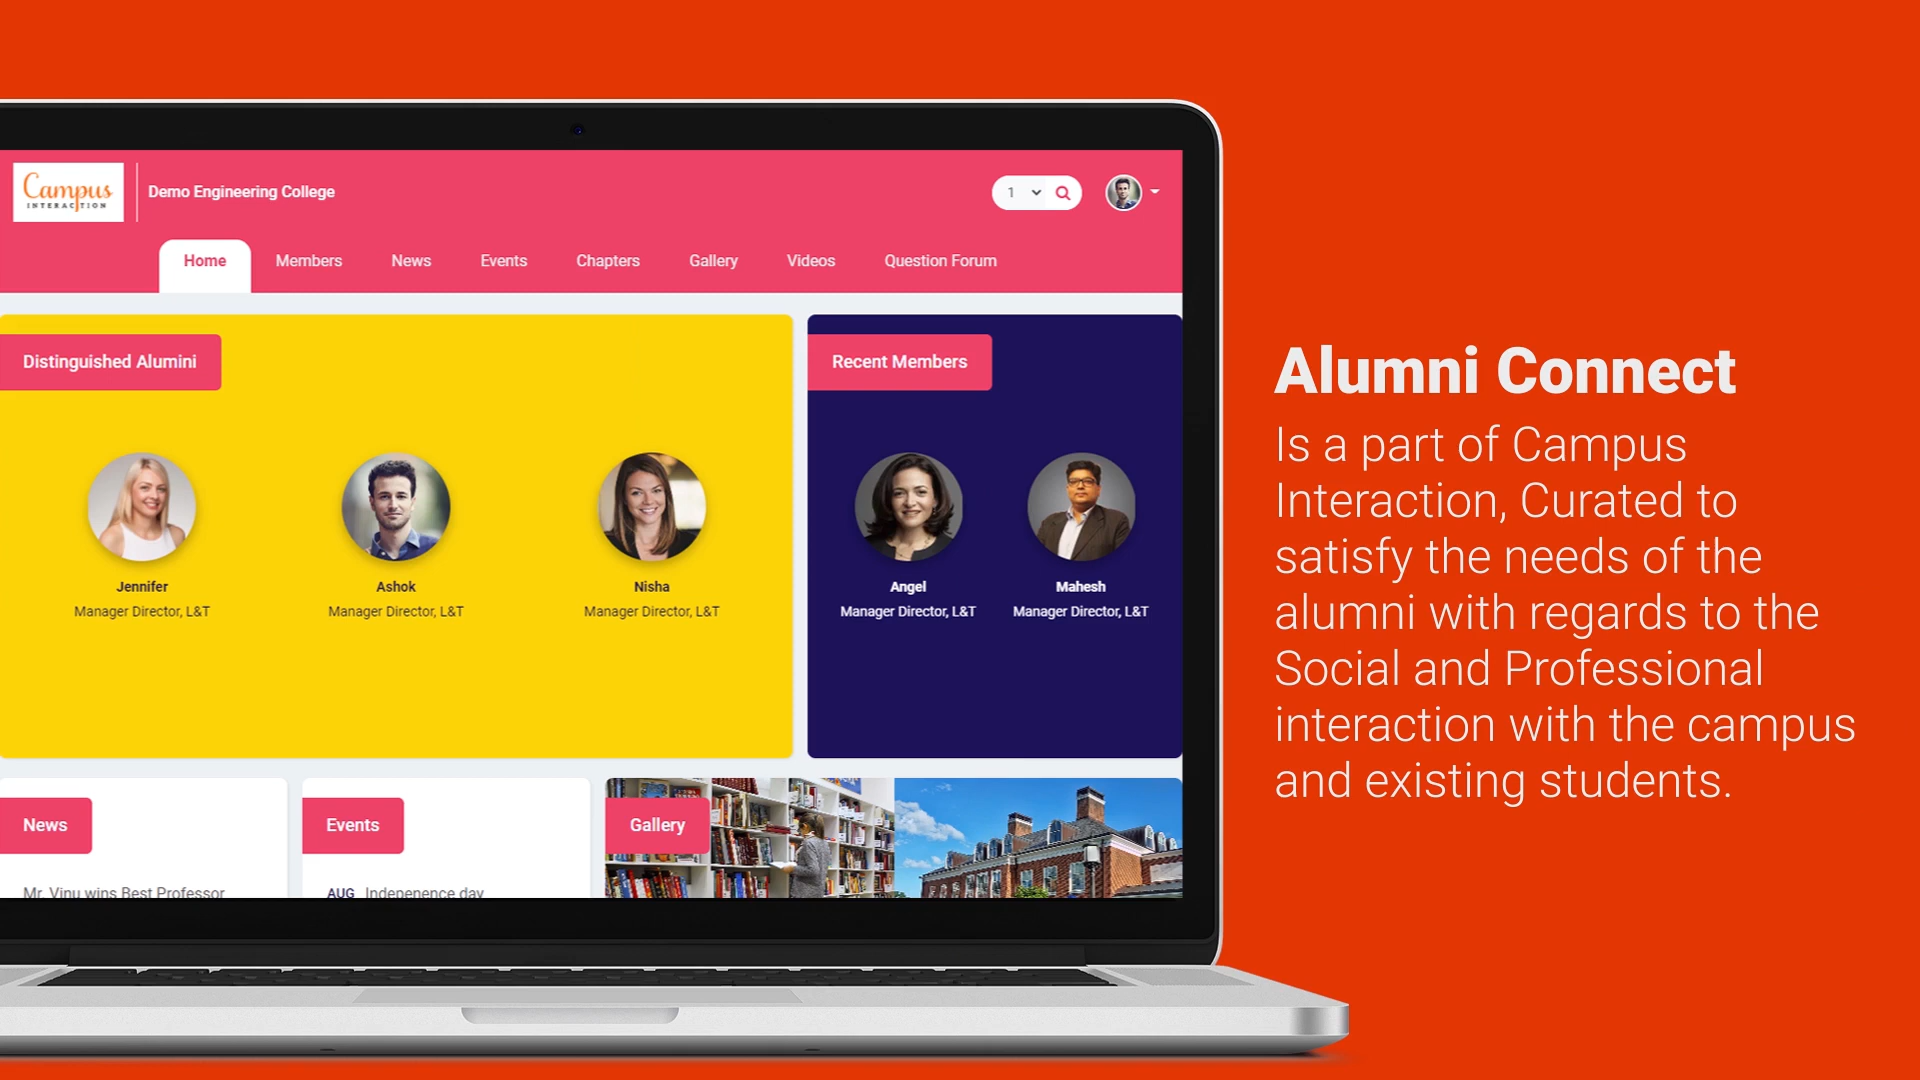 Campus
INTERACTION
Demo Engineering College
1
Home
Members
News
Events
Chapters
Gallery
Videos
Question Forum
Distinguished Alumini
Jennifer
Manager Director, L&T
Ashok
Manager Director, L&T
Nisha
Manager Director, L&T
Recent Members
Angel
Manager Director, L&T
Mahesh
Manager Director, L&T
News
Mr. Vinu wins Best Professor
Events
AUG Indepenence day
Gallery
Alumni Connect
Is a part of Campus
Interaction, Curated to
satisfy the needs of the
alumni with regards to the
Social and Professional
interaction with the campus
and existing students.